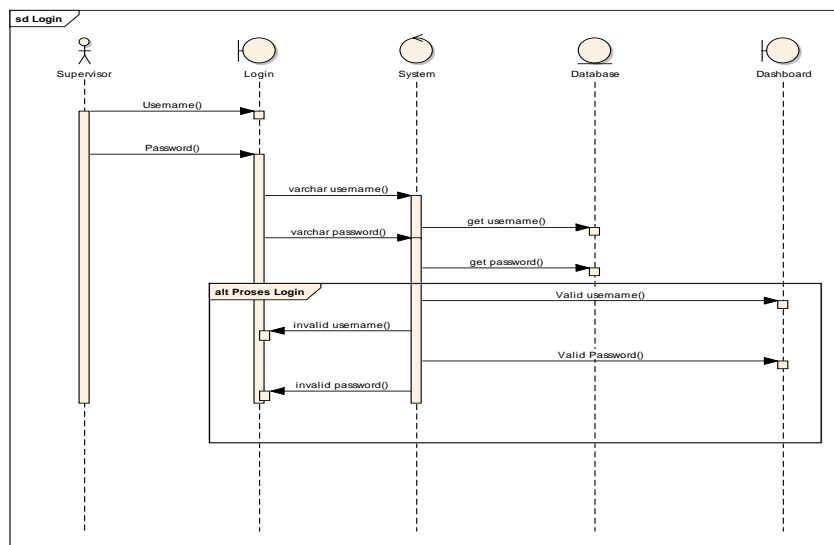 sd Login
Supervisor
Login
System
Database
Dashboard
Username()
Password()
varchar username()
get username()
varchar password()
get password()
alt Proses Login
Valid username()
invalid username()
Valid Password()
invalid password()